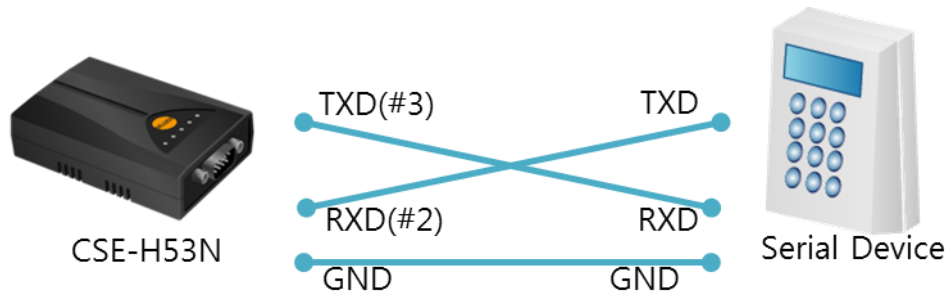 TXD(#3) TXD
RXD(#2) RXD
CSE-H53N Serial Device
GND GND